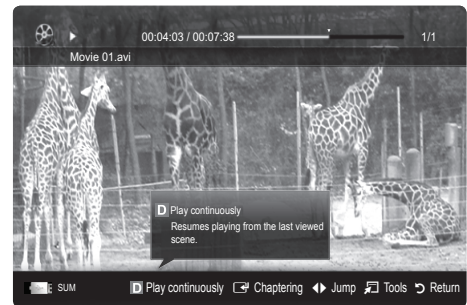 00:04:03 / 00:07:38 1/1
Movie 01.avi
D Play continuously
Resumes playing from the last viewed
scene.
SUM D Play continuously Chaptering Jump Tools Return